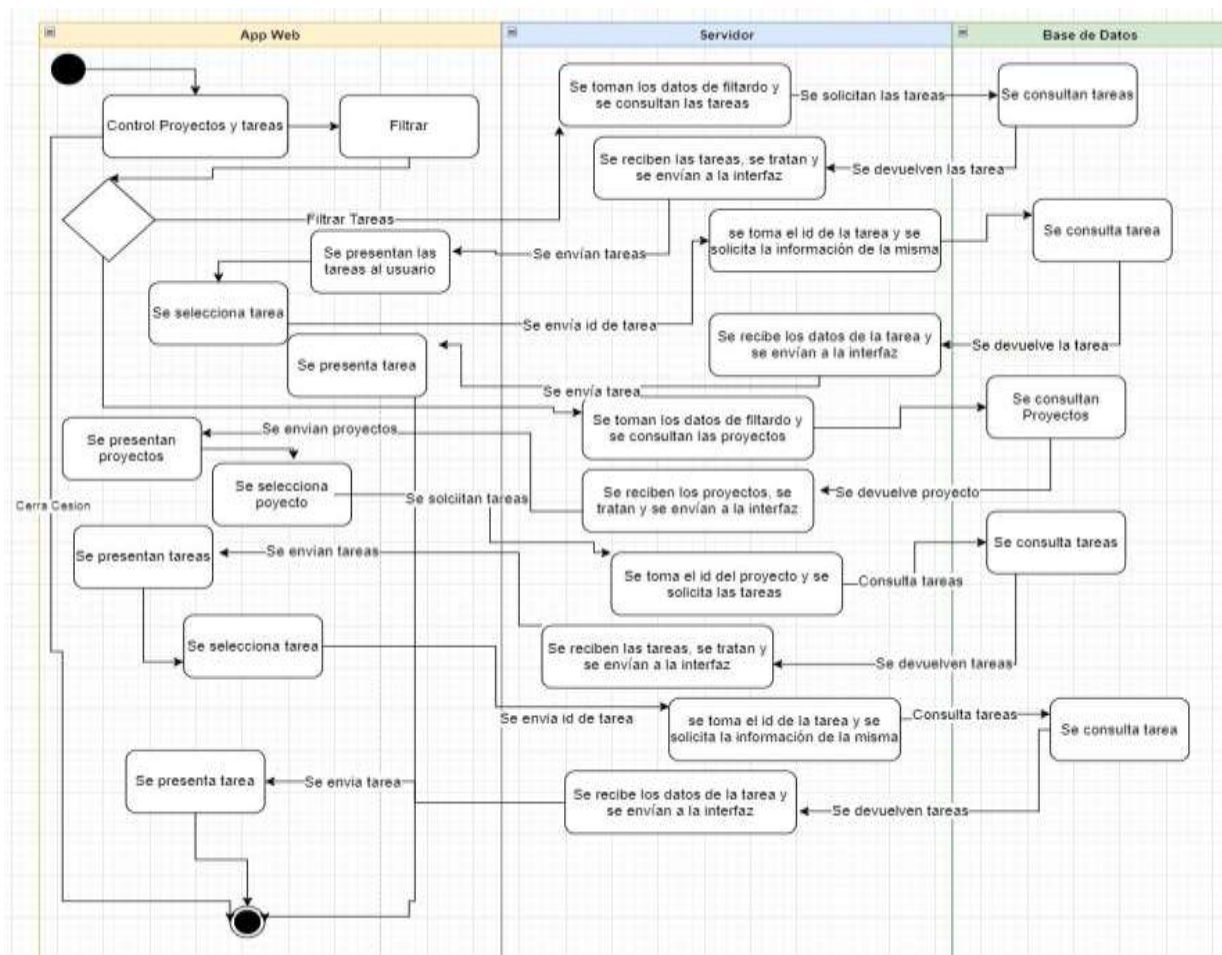 App Web
Servidor
Base de Datos
Control Proyectos y tareas
Filtrar
Se toman los datos de filtardo y
se consultan las tareas
Se solicitan las tareas
Se consultan tareas
Se reciben las tareas, se tratan y
se envían a la interfaz
Se devuelven las tarea
Filtrar Tareas
Se presentan las
tareas al usuario
Se envían tareas
se toma el id de la tarea y se
solicita la información de la misma
Se consulta tarea
Se selecciona tarea
Se envía id de tarea
Se recibe los datos de la tarea y
se envían a la interfaz
Se devuelve la tarea
Se presenta tarea
Se envía tarea
Se toman los datos de filtardo y
se consultan las proyectos
Se consultan
Proyectos
Se presentan
proyectos
Se envian proyectos
Se selecciona
poyecto
Se solciitan tareas
Se reciben los proyectos, se
tratan y se envían a la interfaz
Se devuelve proyecto
Cerra Cesion
Se presentan tareas
Se envian tareas
Se toma el id del proyecto y se
solicita las tareas
Consulta tareas
Se consulta tareas
Se selecciona tarea
Se reciben las tareas, se tratan y
se envían a la interfaz
Se devuelven tareas
Se envia id de tarea
se toma el id de la tarea y se
solicita la información de la misma
Consulta tareas
Se consulta tarea
Se presenta tarea
Se envia tarea
Se recibe los datos de la tarea y
se envían a la interfaz
Se devuelven tareas